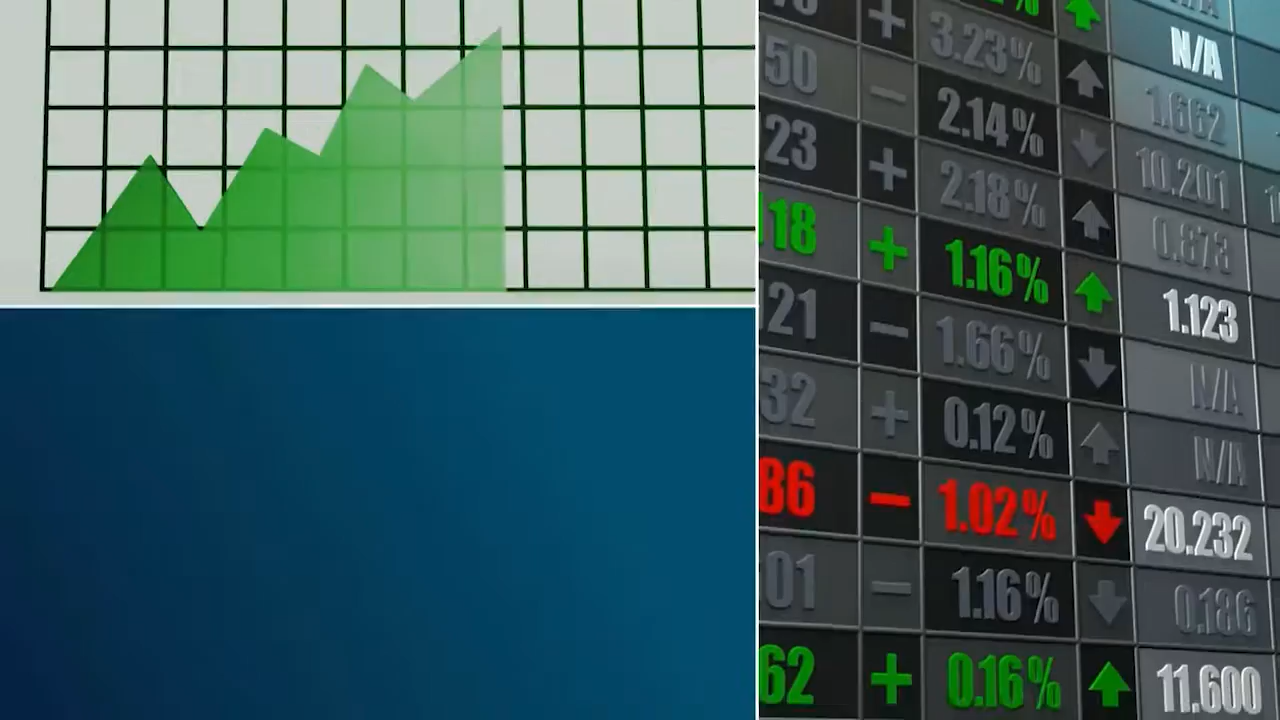 3.23% N/A
50 − 2.14% 1.662
23 + 2.18% 10.201
118 + 1.16% 0.873
121 − 1.66% 1.123
32 + 0.12% N/A
86 − 1.02% N/A
01 − 1.16% 20.232
62 + 0.16% 0.186
11.600